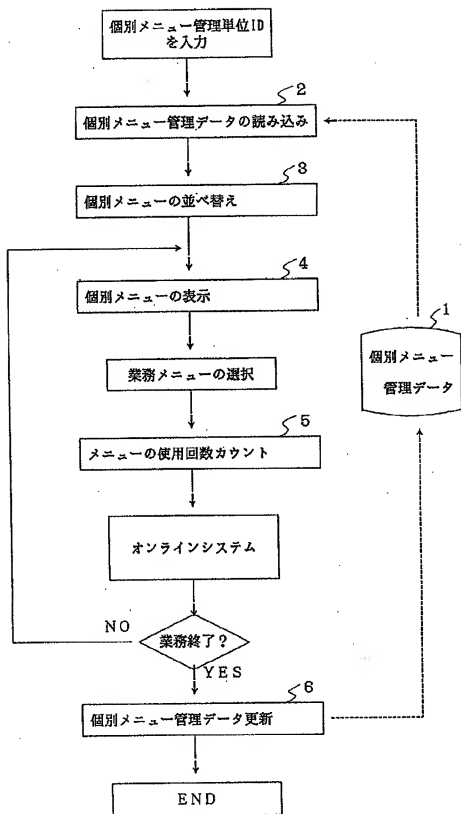 個別メニュー管理単位ID
を入力
2
個別メニュー管理データの読み込み
3
個別メニューの並べ替え
4
個別メニューの表示
1
個別メニュー
管理データ
業務メニューの選択
5
メニューの使用回数カウント
オンラインシステム
NO
業務終了?
YES
6
個別メニュー管理データ更新
END